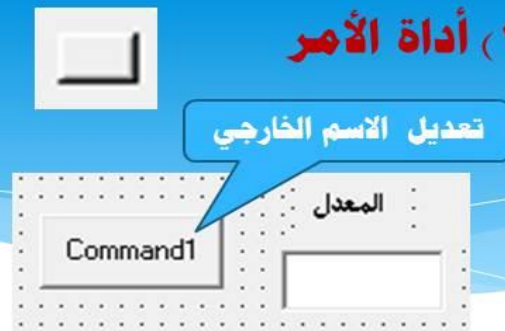 ) أداة الأمر
تعديل الاسم الخارجي
المعدل
Command1